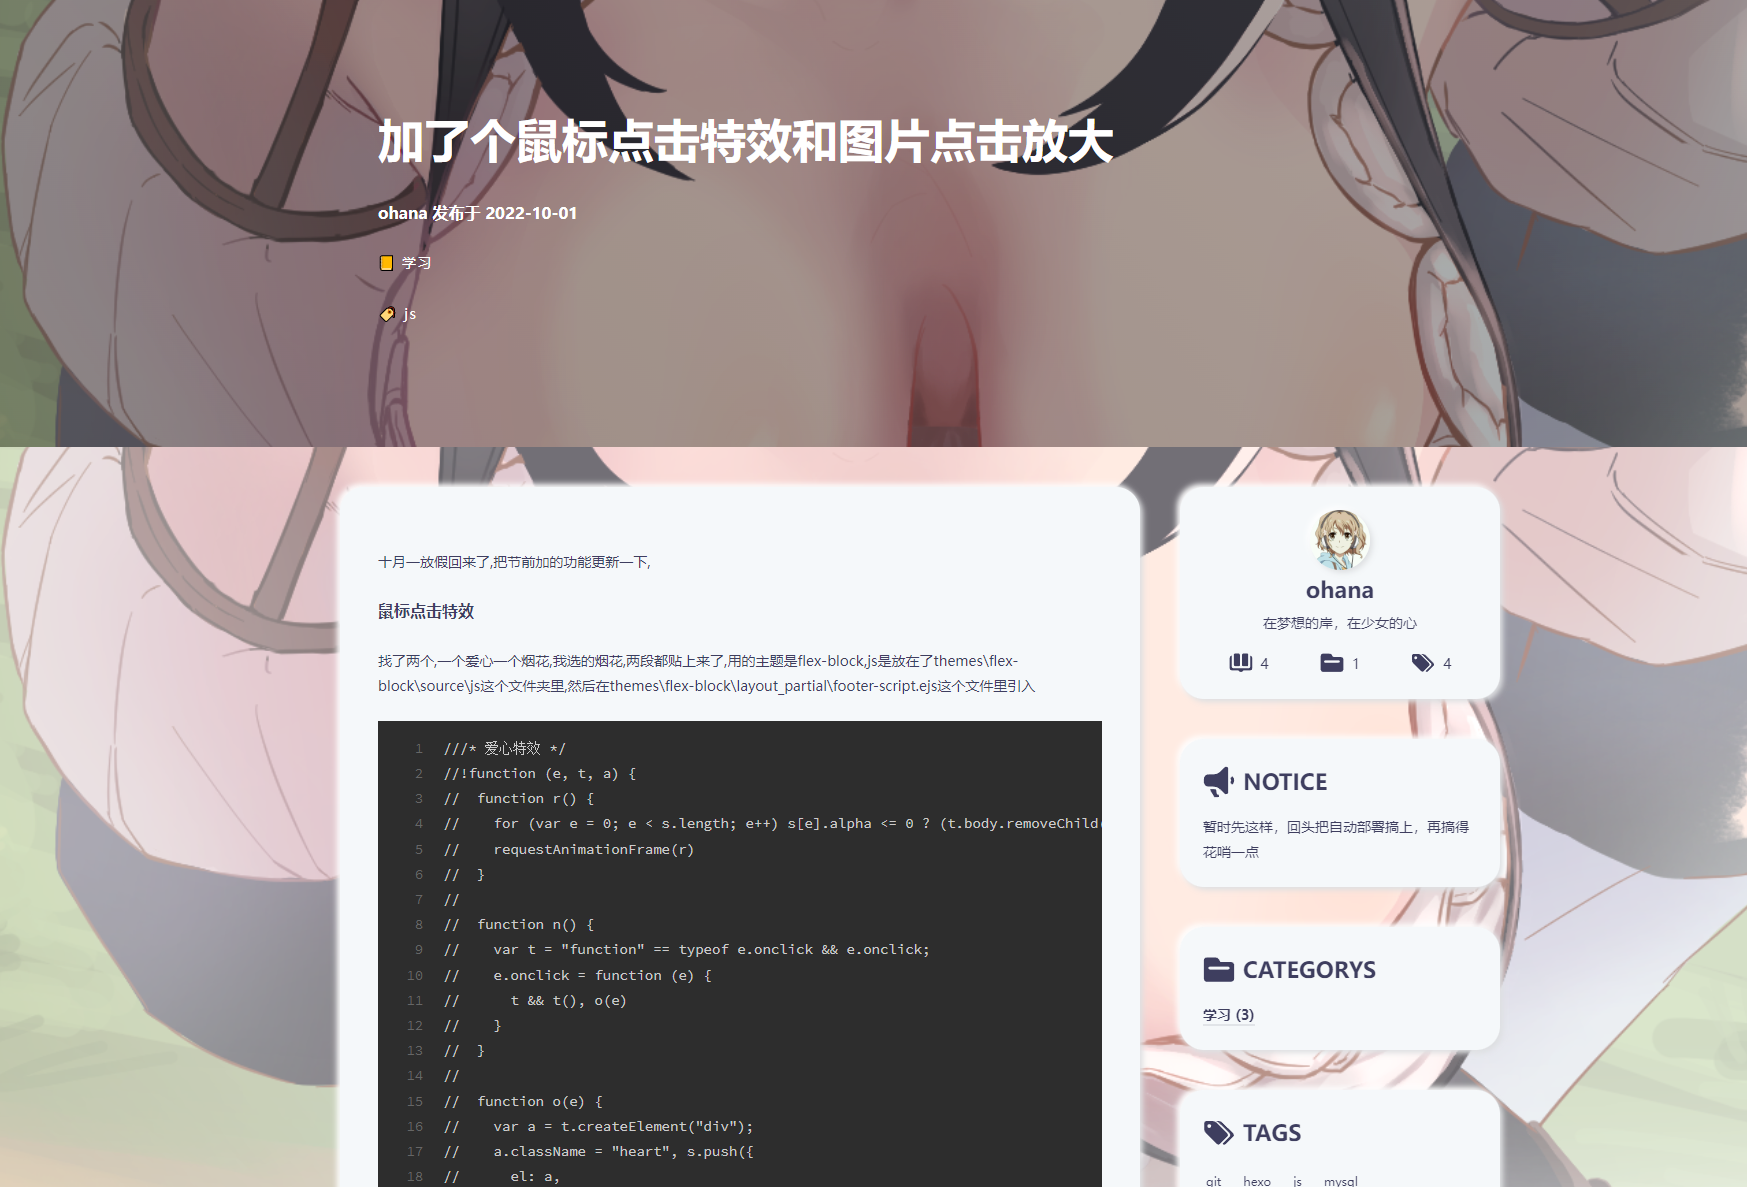 加了个鼠标点击特效和图片点击放大
ohana 发布于 2022-10-01
学习
js
十月一放假回来了,把节前加的功能更新一下,
鼠标点击特效
找了两个,一个爱心一个烟花,我选的烟花,两段都贴上来了,用的主题是flex-block,js是放在了themes\flex-
block\source\js这个文件夹里,然后在themes\flex-block\layout_partial\footer-script.ejs这个文件里引入
1 ///* 爱心特效 */
2 //!function (e, t, a) {
3 //  function r() {
4 //    for (var e = 0; e < s.length; e++) s[e].alpha <= 0 ? (t.body.removeChild(
5 //    requestAnimationFrame(r)
6 //  }
7 //
8 //  function n() {
9 //    var t = "function" == typeof e.onclick && e.onclick;
10 //    e.onclick = function (e) {
11 //      t && t(), o(e)
12 //    }
13 //  }
14 //
15 //  function o(e) {
16 //    var a = t.createElement("div");
17 //    a.className = "heart", s.push({
18 //      el: a,
ohana
在梦想的岸，在少女的心
4 1 4
NOTICE
暂时先这样，回头把自动部署搞上，再搞得
花哨一点
CATEGORYS
学习 (3)
TAGS
git hexo js mysql